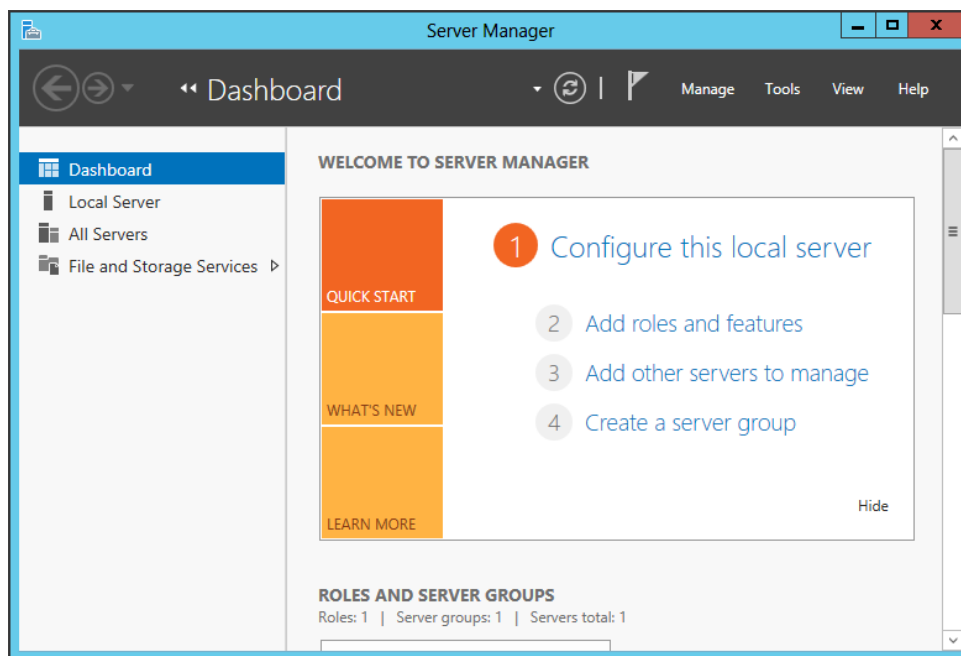 Server Manager
Dashboard
Manage Tools View Help
Dashboard
Local Server
All Servers
File and Storage Services
WELCOME TO SERVER MANAGER
QUICK START
WHAT'S NEW
LEARN MORE
1 Configure this local server
2 Add roles and features
3 Add other servers to manage
4 Create a server group
Hide
ROLES AND SERVER GROUPS
Roles: 1 | Server groups: 1 | Servers total: 1